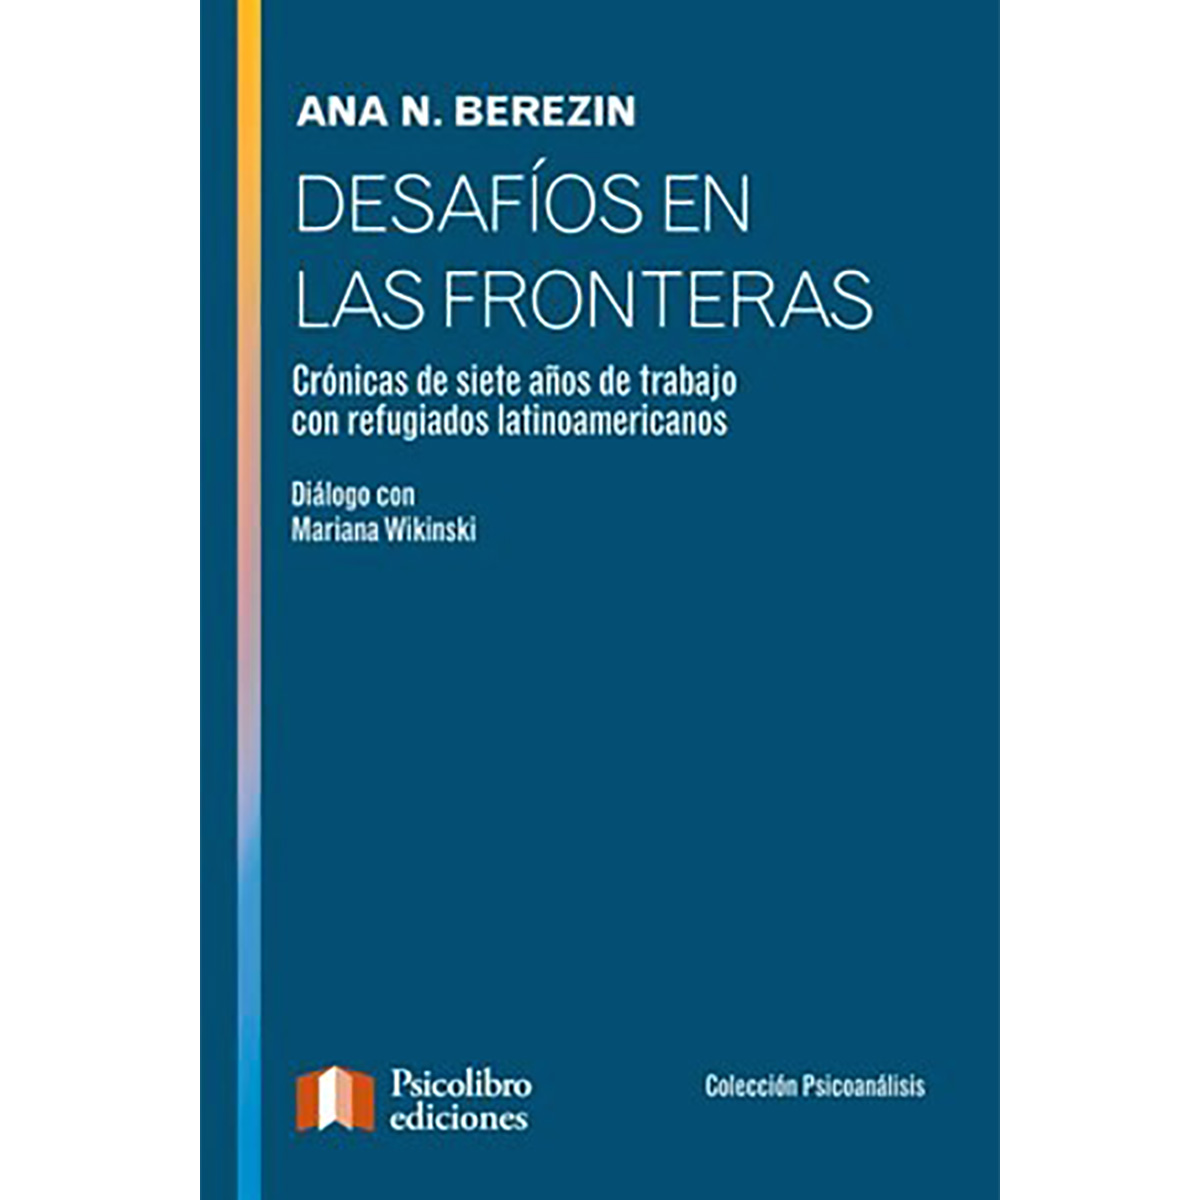 ANA N. BEREZIN
DESAFÍOS EN
LAS FRONTERAS
Crónicas de siete años de trabajo
con refugiados latinoamericanos
Diálogo con
Mariana Wikinski
Psicolibro
ediciones
Colección Psicoanálisis